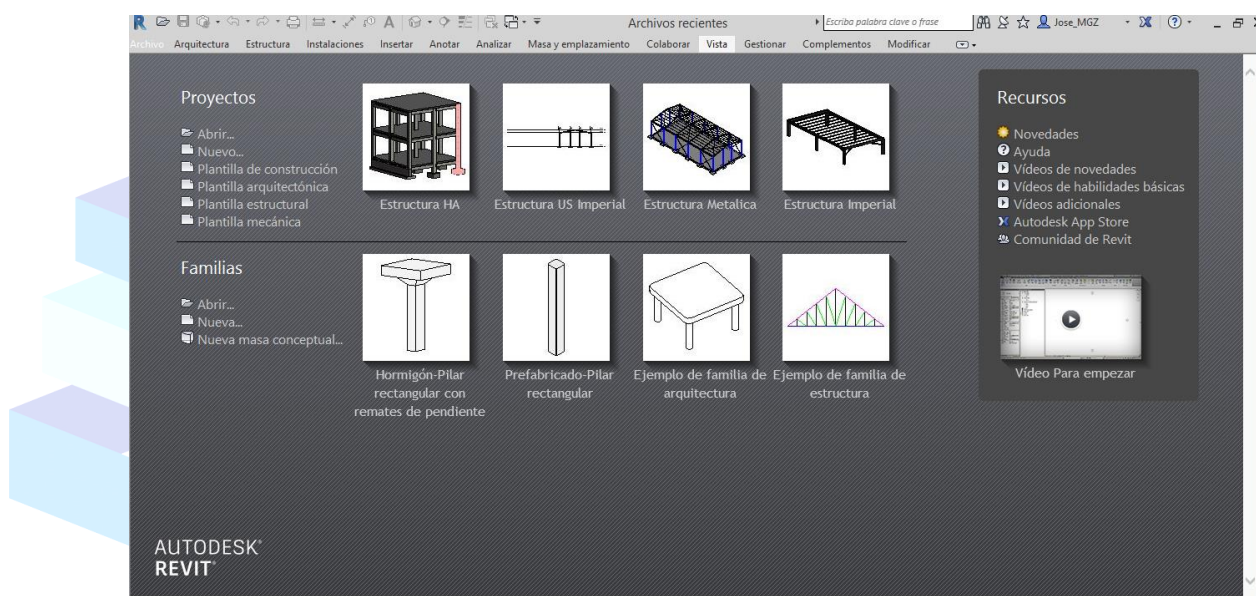 Archivos recientes
Escriba palabra clave o frase
Jose_MGZ
Archivo Arquitectura Estructura Instalaciones Insertar Anotar Analizar Masa y emplazamiento Colaborar Vista Gestionar Complementos Modificar
Proyectos
Abrir...
Nuevo...
Plantilla de construcción
Plantilla arquitectónica
Plantilla estructural
Plantilla mecánica
Estructura HA
Estructura US Imperial
Estructura Metalica
Estructura Imperial
Familias
Abrir...
Nueva...
Nueva masa conceptual...
Hormigón-Pilar
rectangular con
remates de pendiente
Prefabricado-Pilar
rectangular
Ejemplo de familia de
arquitectura
Ejemplo de familia de
estructura
Recursos
Novedades
Ayuda
Vídeos de novedades
Vídeos de habilidades básicas
Vídeos adicionales
Autodesk App Store
Comunidad de Revit
Vídeo Para empezar
AUTODESK®
REVIT®